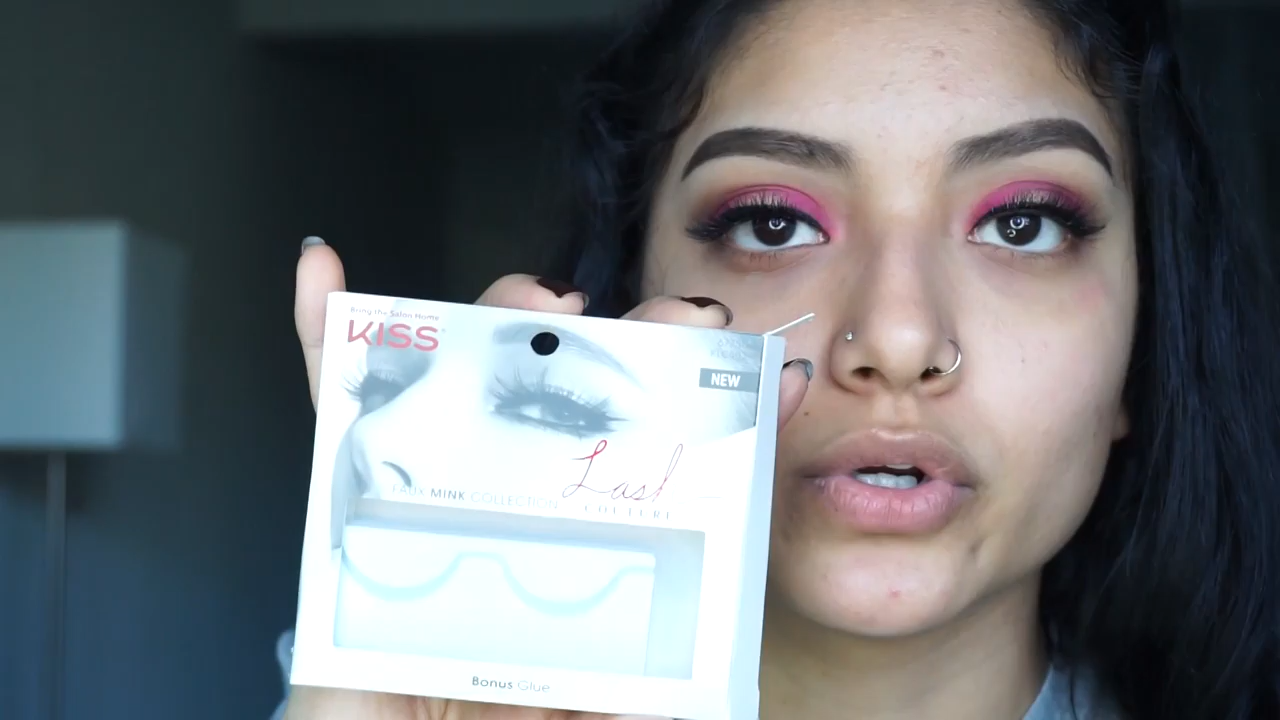 Bring the Salon Home
KISS
NEW
Lash
COUTURE
FAUX MINK COLLECTION
Bonus Glue